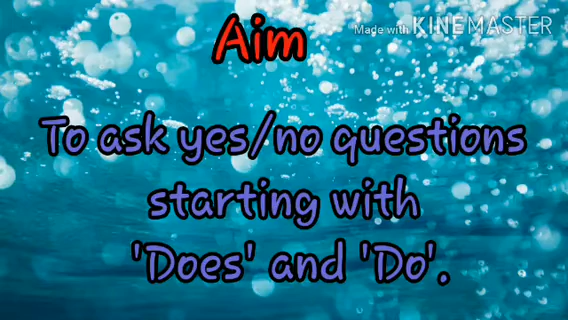 Aim
Made with KINEMASTER
To ask yes/no questions
starting with
'Does' and 'Do'.